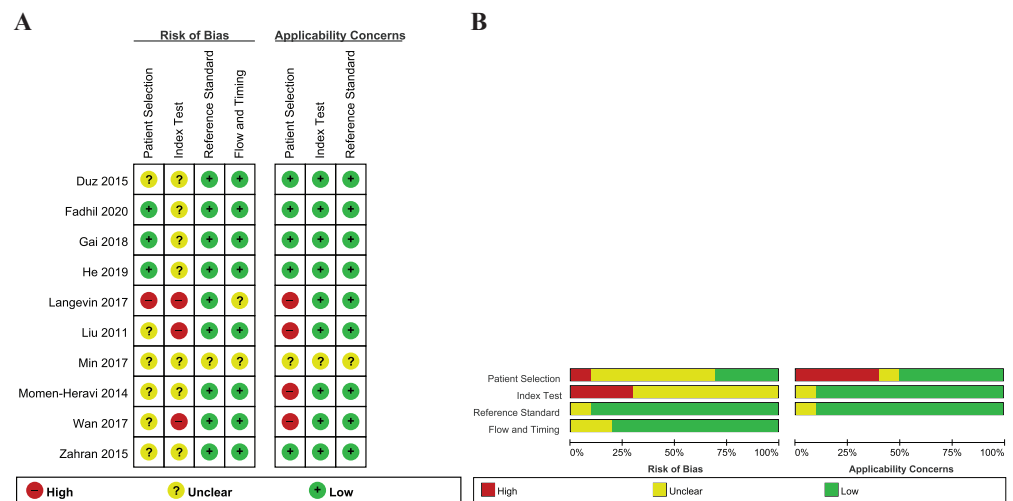 A
Risk of Bias
Applicability Concerns
Patient Selection
Index Test
Reference Standard
Flow and Timing
Patient Selection
Index Test
Reference Standard
Duz 2015 ? ? + + + + +
Fadhil 2020 + ? + + + + +
Gai 2018 + ? + + + + +
He 2019 + ? + + + + +
Langevin 2017 – – + ? – + +
Liu 2011 ? – + + – + +
Min 2017 ? ? ? ? ? ? ?
Momen-Heravi 2014 ? ? + + – + +
Wan 2017 ? – + + – + +
Zahran 2015 ? ? + + + + +
– High
? Unclear
+ Low
B
Patient Selection
Index Test
Reference Standard
Flow and Timing
0% 25% 50% 75% 100%
0% 25% 50% 75% 100%
Risk of Bias
Applicability Concerns
High
Unclear
Low